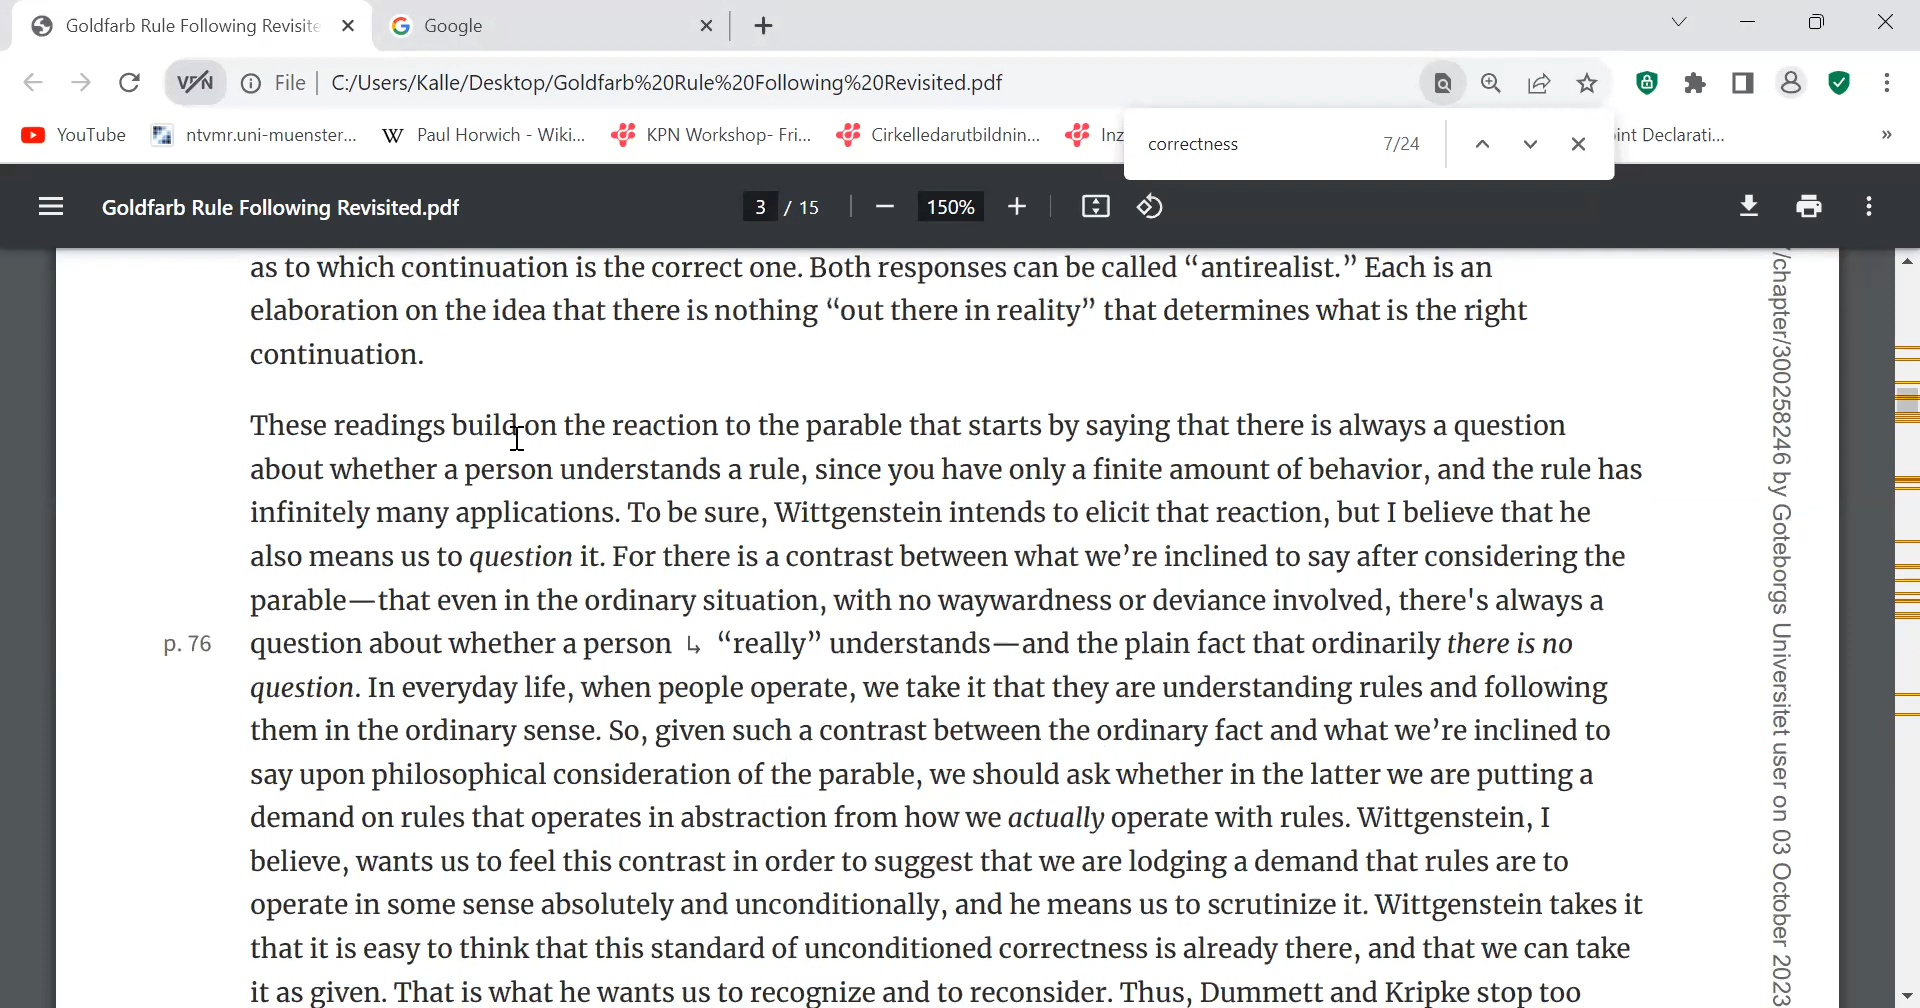 Goldfarb Rule Following Revisite
Google
VPN
File
C:/Users/Kalle/Desktop/Goldfarb%20Rule%20Following%20Revisited.pdf
YouTube
ntvmr.uni-muenster...
W Paul Horwich - Wiki...
KPN Workshop- Fri...
Cirkelledarutbildnin...
Inz
int Declarati...
»
correctness 7/24
Goldfarb Rule Following Revisited.pdf
3 / 15
150%
as to which continuation is the correct one. Both responses can be called “antirealist.” Each is an
elaboration on the idea that there is nothing “out there in reality” that determines what is the right
continuation.
These readings build on the reaction to the parable that starts by saying that there is always a question
about whether a person understands a rule, since you have only a finite amount of behavior, and the rule has
infinitely many applications. To be sure, Wittgenstein intends to elicit that reaction, but I believe that he
also means us to question it. For there is a contrast between what we’re inclined to say after considering the
parable—that even in the ordinary situation, with no waywardness or deviance involved, there's always a
p. 76 question about whether a person ↳ “really” understands—and the plain fact that ordinarily there is no
question. In everyday life, when people operate, we take it that they are understanding rules and following
them in the ordinary sense. So, given such a contrast between the ordinary fact and what we’re inclined to
say upon philosophical consideration of the parable, we should ask whether in the latter we are putting a
demand on rules that operates in abstraction from how we actually operate with rules. Wittgenstein, I
believe, wants us to feel this contrast in order to suggest that we are lodging a demand that rules are to
operate in some sense absolutely and unconditionally, and he means us to scrutinize it. Wittgenstein takes it
that it is easy to think that this standard of unconditioned correctness is already there, and that we can take
it as given. That is what he wants us to recognize and to reconsider. Thus, Dummett and Kripke stop too
/chapter/300258246 by Goteborgs Universitet user on 03 October 2023